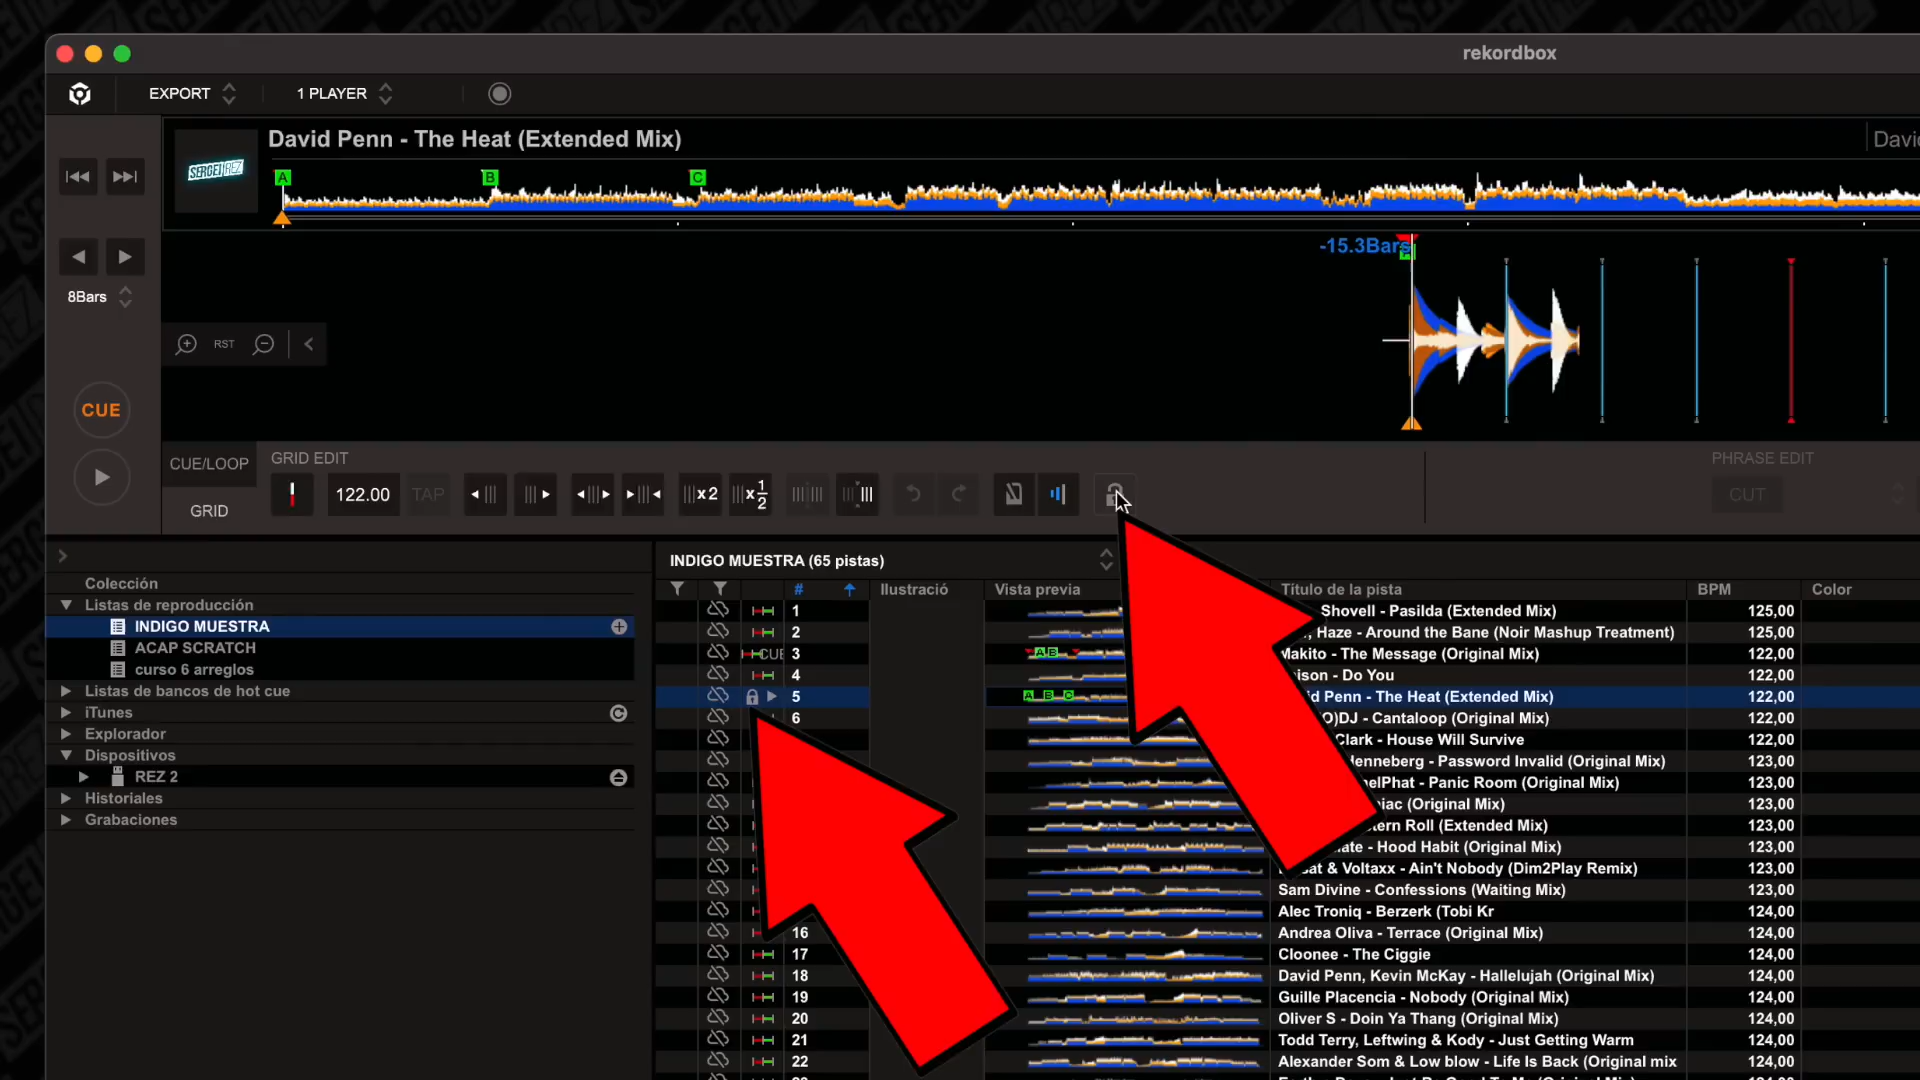 rekordbox
EXPORT
1 PLAYER
SERGEI REZ
David Penn - The Heat (Extended Mix)
A
B
C
-15.3Bars
8Bars
RST
CUE
CUE/LOOP
GRID EDIT
PHRASE EDIT
122.00
TAP
x2
x1/2
CUT
GRID
INDIGO MUESTRA (65 pistas)
Colección
Listas de reproducción
INDIGO MUESTRA
ACAP SCRATCH
curso 6 arreglos
Listas de bancos de hot cue
iTunes
Explorador
Dispositivos
REZ 2
Historiales
Grabaciones
# Ilustració Vista previa Título de la pista BPM Color
1 Shovell - Pasilda (Extended Mix) 125,00
2 Haze - Around the Bane (Noir Mashup Treatment) 125,00
CUE 3 A B Makito - The Message (Original Mix) 122,00
4 - Do You 122,00
5 A B C Penn - The Heat (Extended Mix) 122,00
6 DJ - Cantaloop (Original Mix) 122,00
Clark - House Will Survive 122,00
Henneberg - Password Invalid (Original Mix) 123,00
Phat - Panic Room (Original Mix) 123,00
(Original Mix) 123,00
Roll (Extended Mix) 123,00
- Hood Habit (Original Mix) 123,00
& Voltaxx - Ain't Nobody (Dim2Play Remix) 123,00
Sam Divine - Confessions (Waiting Mix) 123,00
Alec Troniq - Berzerk (Tobi Kr 124,00
16 Andrea Oliva - Terrace (Original Mix) 124,00
17 Cloonee - The Ciggie 124,00
18 David Penn, Kevin McKay - Hallelujah (Original Mix) 124,00
19 Guille Placencia - Nobody (Original Mix) 124,00
20 Oliver S - Doin Ya Thang (Original Mix) 124,00
21 Todd Terry, Leftwing & Kody - Just Getting Warm 124,00
22 Alexander Som & Low blow - Life Is Back (Original mix 124,00